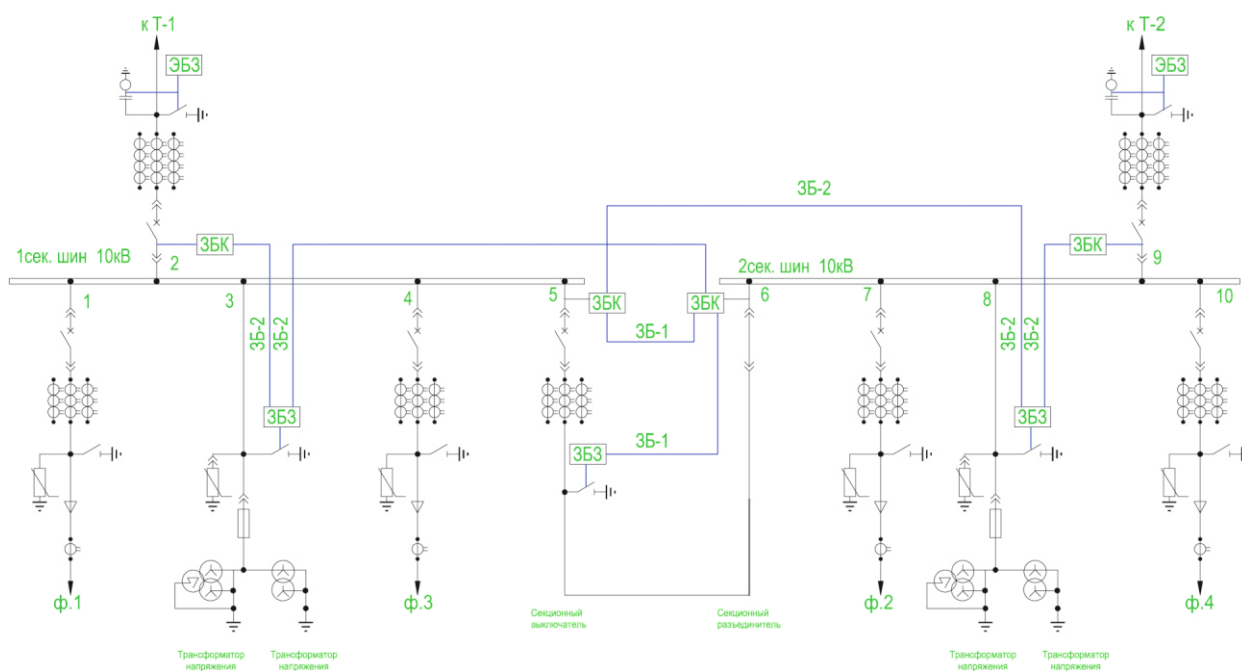 к Т-1
к Т-2
ЭБЗ
ЭБЗ
ЗБ-2
ЗБК
ЗБК
1сек. шин 10кВ
2
2сек. шин 10кВ
9
1
3
4
5
ЗБК
ЗБК
6
7
8
10
ЗБ-2
ЗБ-2
ЗБ-1
ЗБ-2
ЗБ-2
ЗБЗ
ЗБЗ
ЗБ-1
ЗБЗ
ф.1
ф.3
ф.2
ф.4
Секционный
выключатель
Секционный
разъединитель
Трансформатор
напряжения
Трансформатор
напряжения
Трансформатор
напряжения
Трансформатор
напряжения